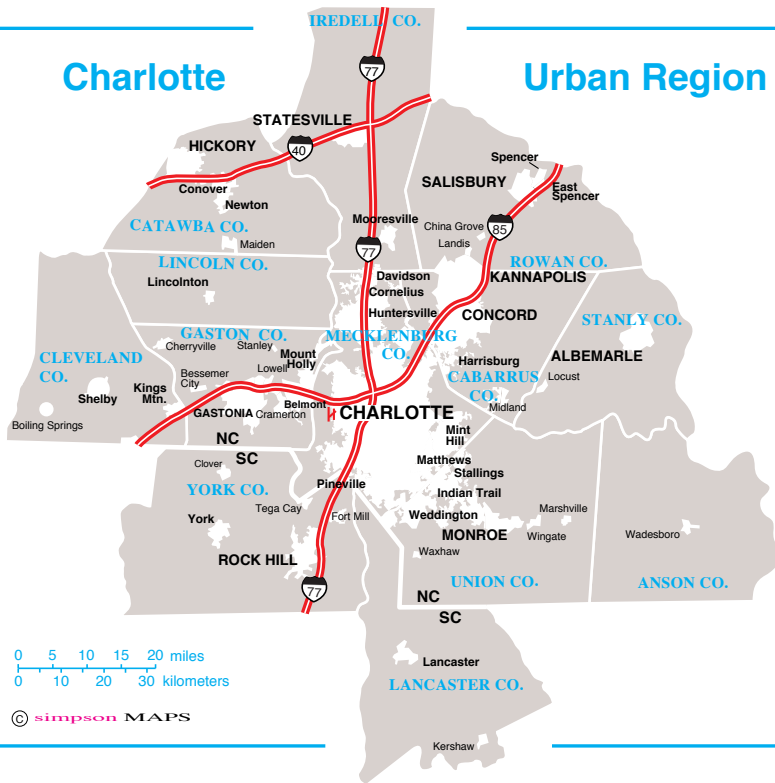 IREDELL CO.
Charlotte
Urban Region
77
STATESVILLE
HICKORY
40
Spencer
Conover
SALISBURY
East
Spencer
Newton
Mooresville
China Grove
85
CATAWBA CO.
Landis
Maiden
77
LINCOLN CO.
ROWAN CO.
Davidson
KANNAPOLIS
Lincolnton
Cornelius
Huntersville
CONCORD
STANLY CO.
GASTON CO.
MECKLENBURG
CO.
Cherryville
Stanley
CLEVELAND
CO.
Mount
Holly
Harrisburg
ALBEMARLE
Lowell
Bessemer
City
CABARRUS
CO.
Locust
Kings
Mtn.
Shelby
Belmont
Midland
GASTONIA
Cramerton
CHARLOTTE
Boiling Springs
Mint
Hill
NC
SC
Matthews
Clover
Stallings
Pineville
YORK CO.
Indian Trail
Tega Cay
Fort Mill
Weddington
Marshville
York
MONROE
Wingate
Wadesboro
Waxhaw
ROCK HILL
UNION CO.
ANSON CO.
77
NC
SC
0 5 10 15 20 miles
0 10 20 30 kilometers
Lancaster
LANCASTER CO.
© simpson MAPS
Kershaw